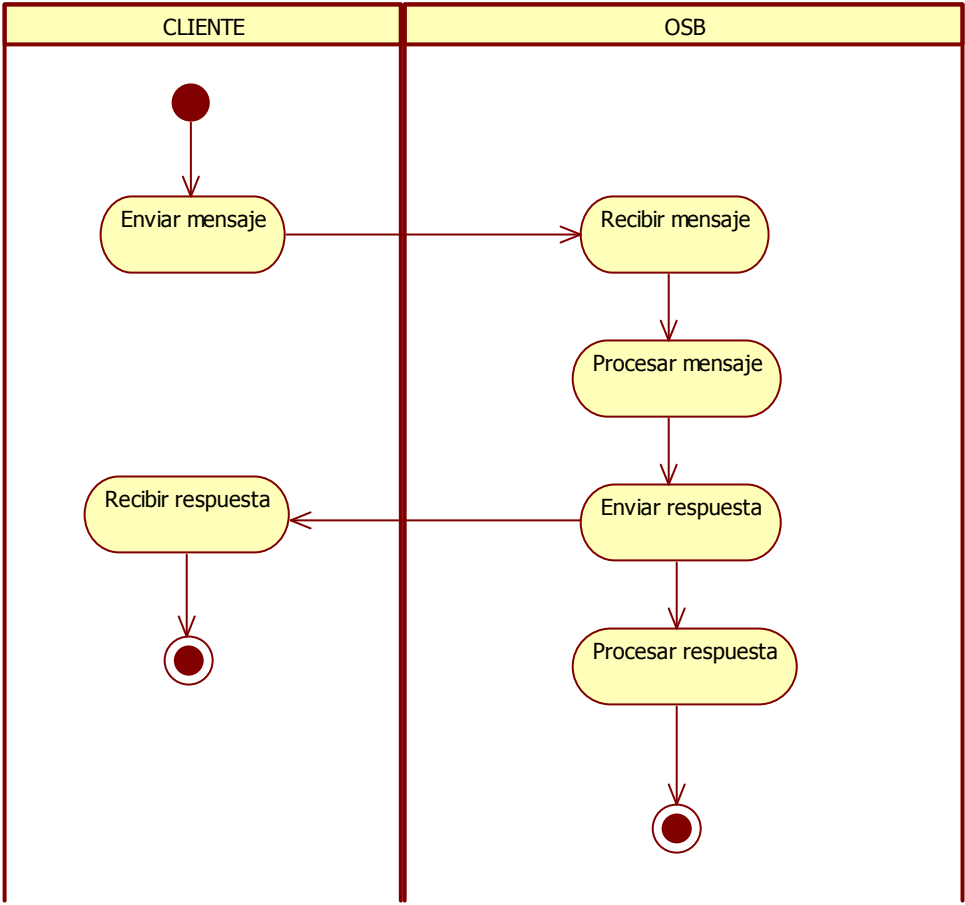 CLIENTE
OSB
Enviar mensaje
Recibir mensaje
Procesar mensaje
Recibir respuesta
Enviar respuesta
Procesar respuesta